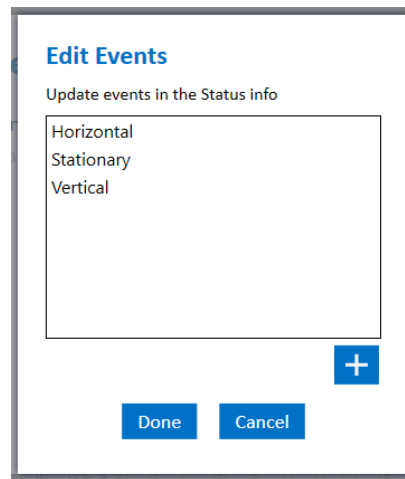 Edit Events
Update events in the Status info
Horizontal
Stationary
Vertical
Done Cancel